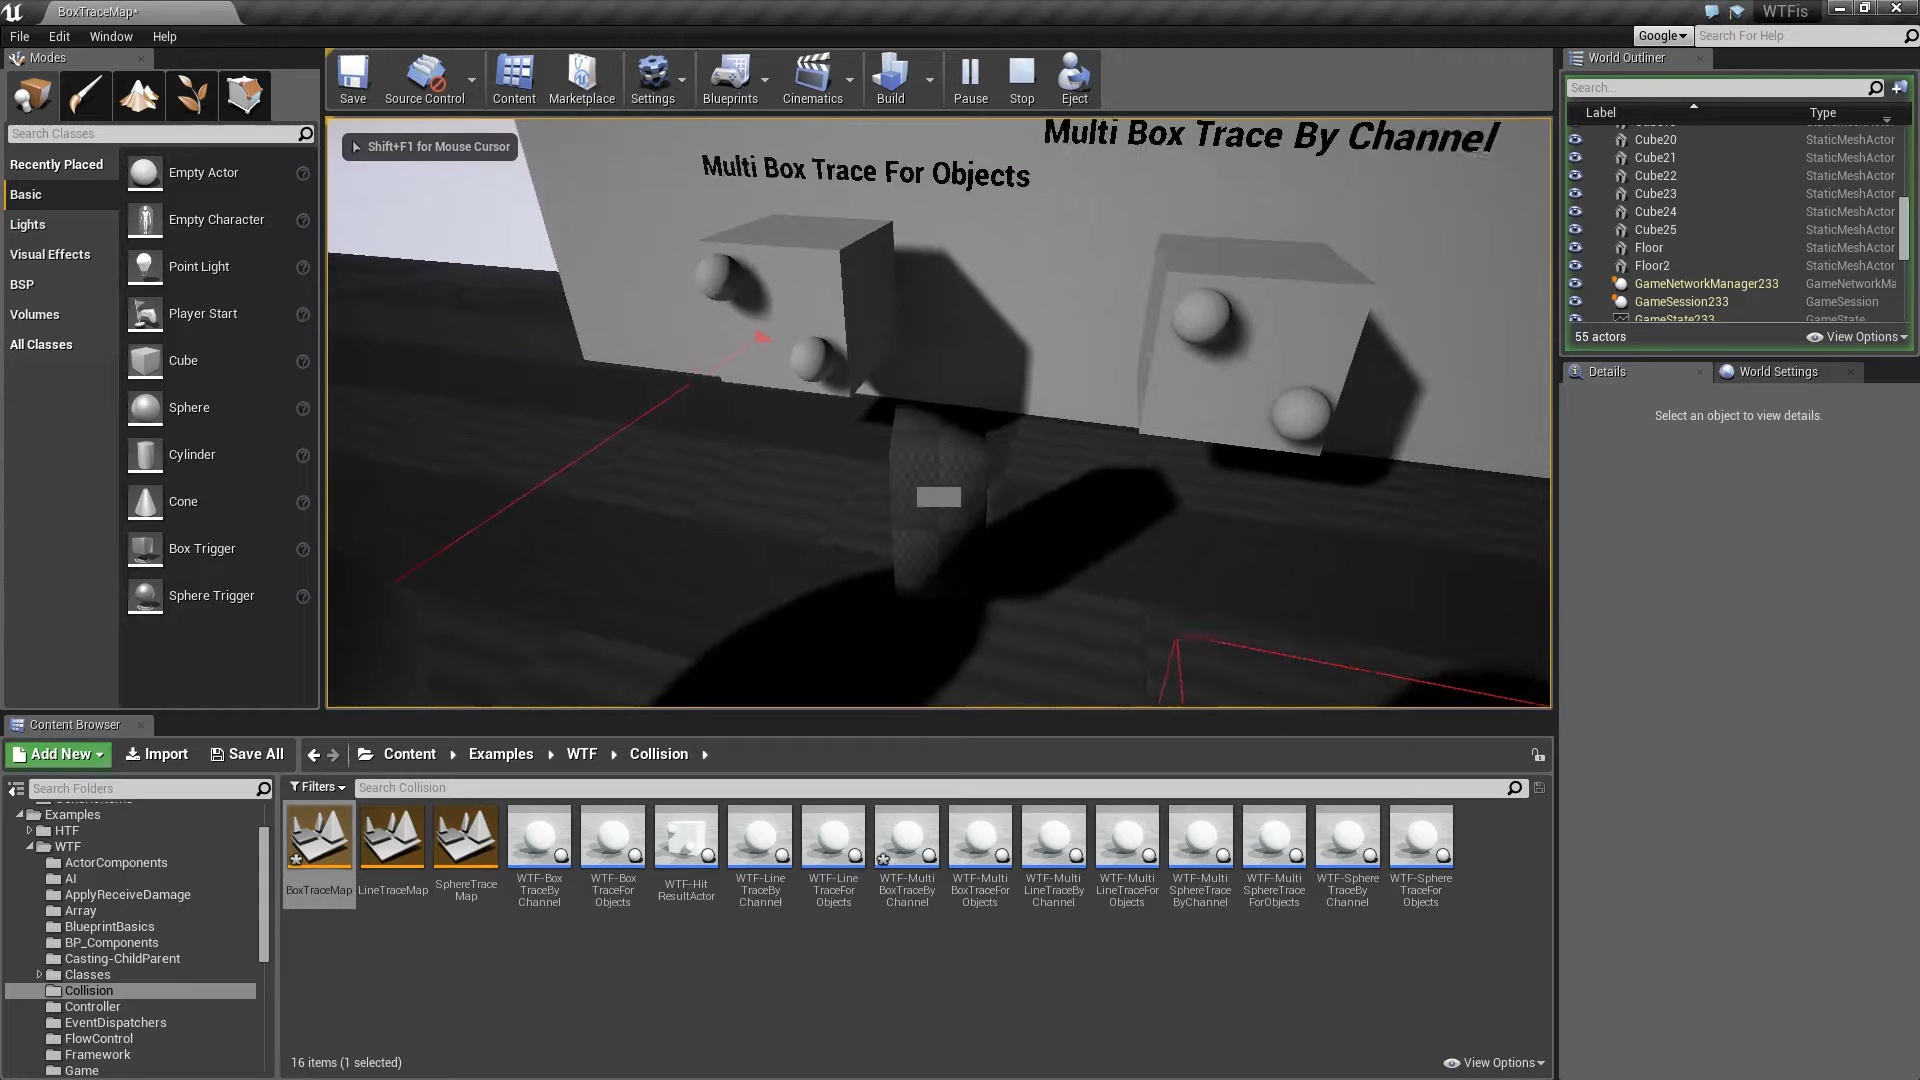 BoxTraceMap*
WTFis
File Edit Window Help
Google
Search For Help
Modes
Search Classes
Recently Placed
Basic
Lights
Visual Effects
BSP
Volumes
All Classes
Empty Actor
Empty Character
Point Light
Player Start
Cube
Sphere
Cylinder
Cone
Box Trigger
Sphere Trigger
Save
Source Control
Content
Marketplace
Settings
Blueprints
Cinematics
Build
Pause
Stop
Eject
Shift+F1 for Mouse Cursor
Multi Box Trace For Objects
Multi Box Trace By Channel
World Outliner
Search...
Label Type
Cube20 StaticMeshActor
Cube21 StaticMeshActor
Cube22 StaticMeshActor
Cube23 StaticMeshActor
Cube24 StaticMeshActor
Cube25 StaticMeshActor
Floor StaticMeshActor
Floor2 StaticMeshActor
GameNetworkManager233 GameNetworkMa
GameSession233 GameSession
GameState233 GameState
55 actors
View Options
Details
World Settings
Select an object to view details.
Content Browser
Add New
Import
Save All
Content
Examples
WTF
Collision
Search Folders
Examples
HTF
WTF
ActorComponents
AI
ApplyReceiveDamage
Array
BlueprintBasics
BP_Components
Casting-ChildParent
Classes
Collision
Controller
EventDispatchers
FlowControl
Framework
Game
Filters
Search Collision
BoxTraceMap
LineTraceMap
SphereTrace
Map
WTF-Box
TraceBy
Channel
WTF-Box
TraceFor
Objects
WTF-Hit
ResultActor
WTF-Line
TraceBy
Channel
WTF-Line
TraceFor
Objects
WTF-Multi
BoxTraceBy
Channel
WTF-Multi
BoxTraceFor
Objects
WTF-Multi
LineTraceBy
Channel
WTF-Multi
LineTraceFor
Objects
WTF-Multi
SphereTrace
ByChannel
WTF-Multi
SphereTrace
ForObjects
WTF-Sphere
TraceBy
Channel
WTF-Sphere
TraceFor
Objects
16 items (1 selected)
View Options